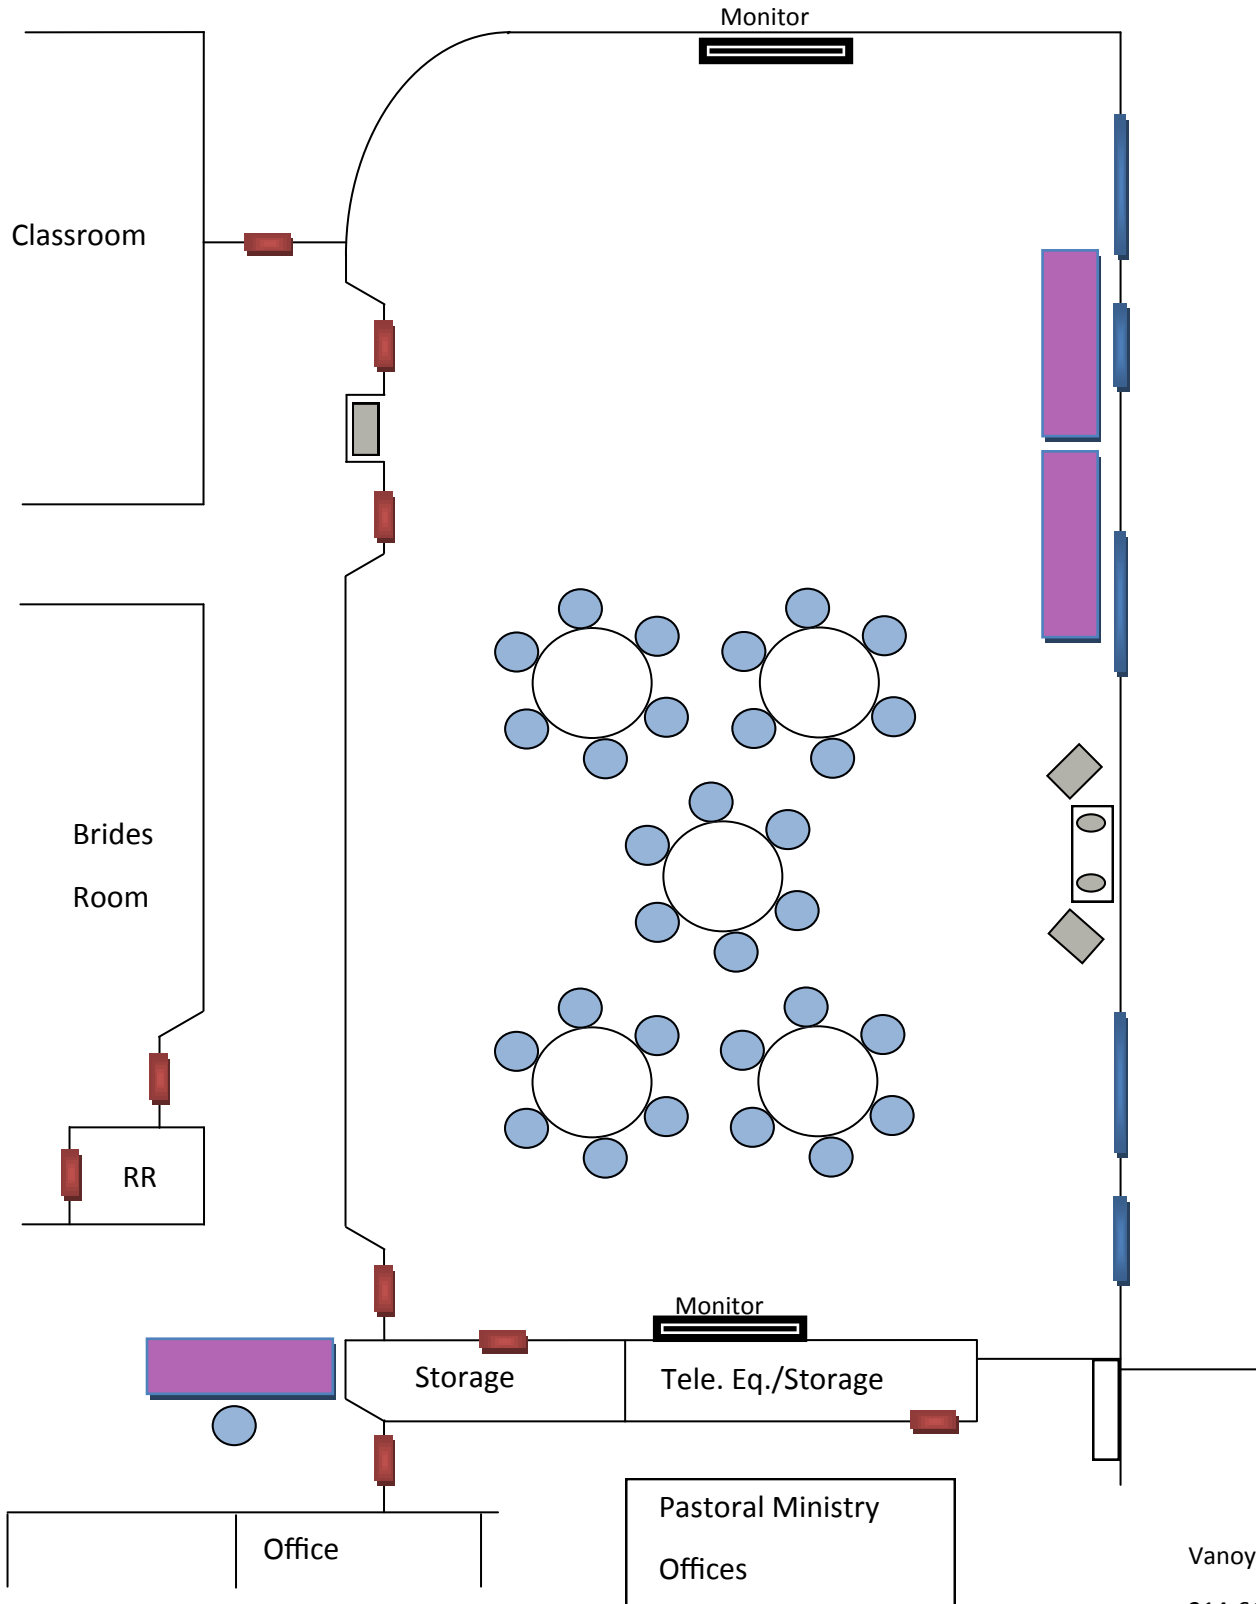 Monitor
Classroom
Brides
Room
RR
Monitor
Storage
Tele. Eq./Storage
Pastoral Ministry
Offices
Office
Vanoy